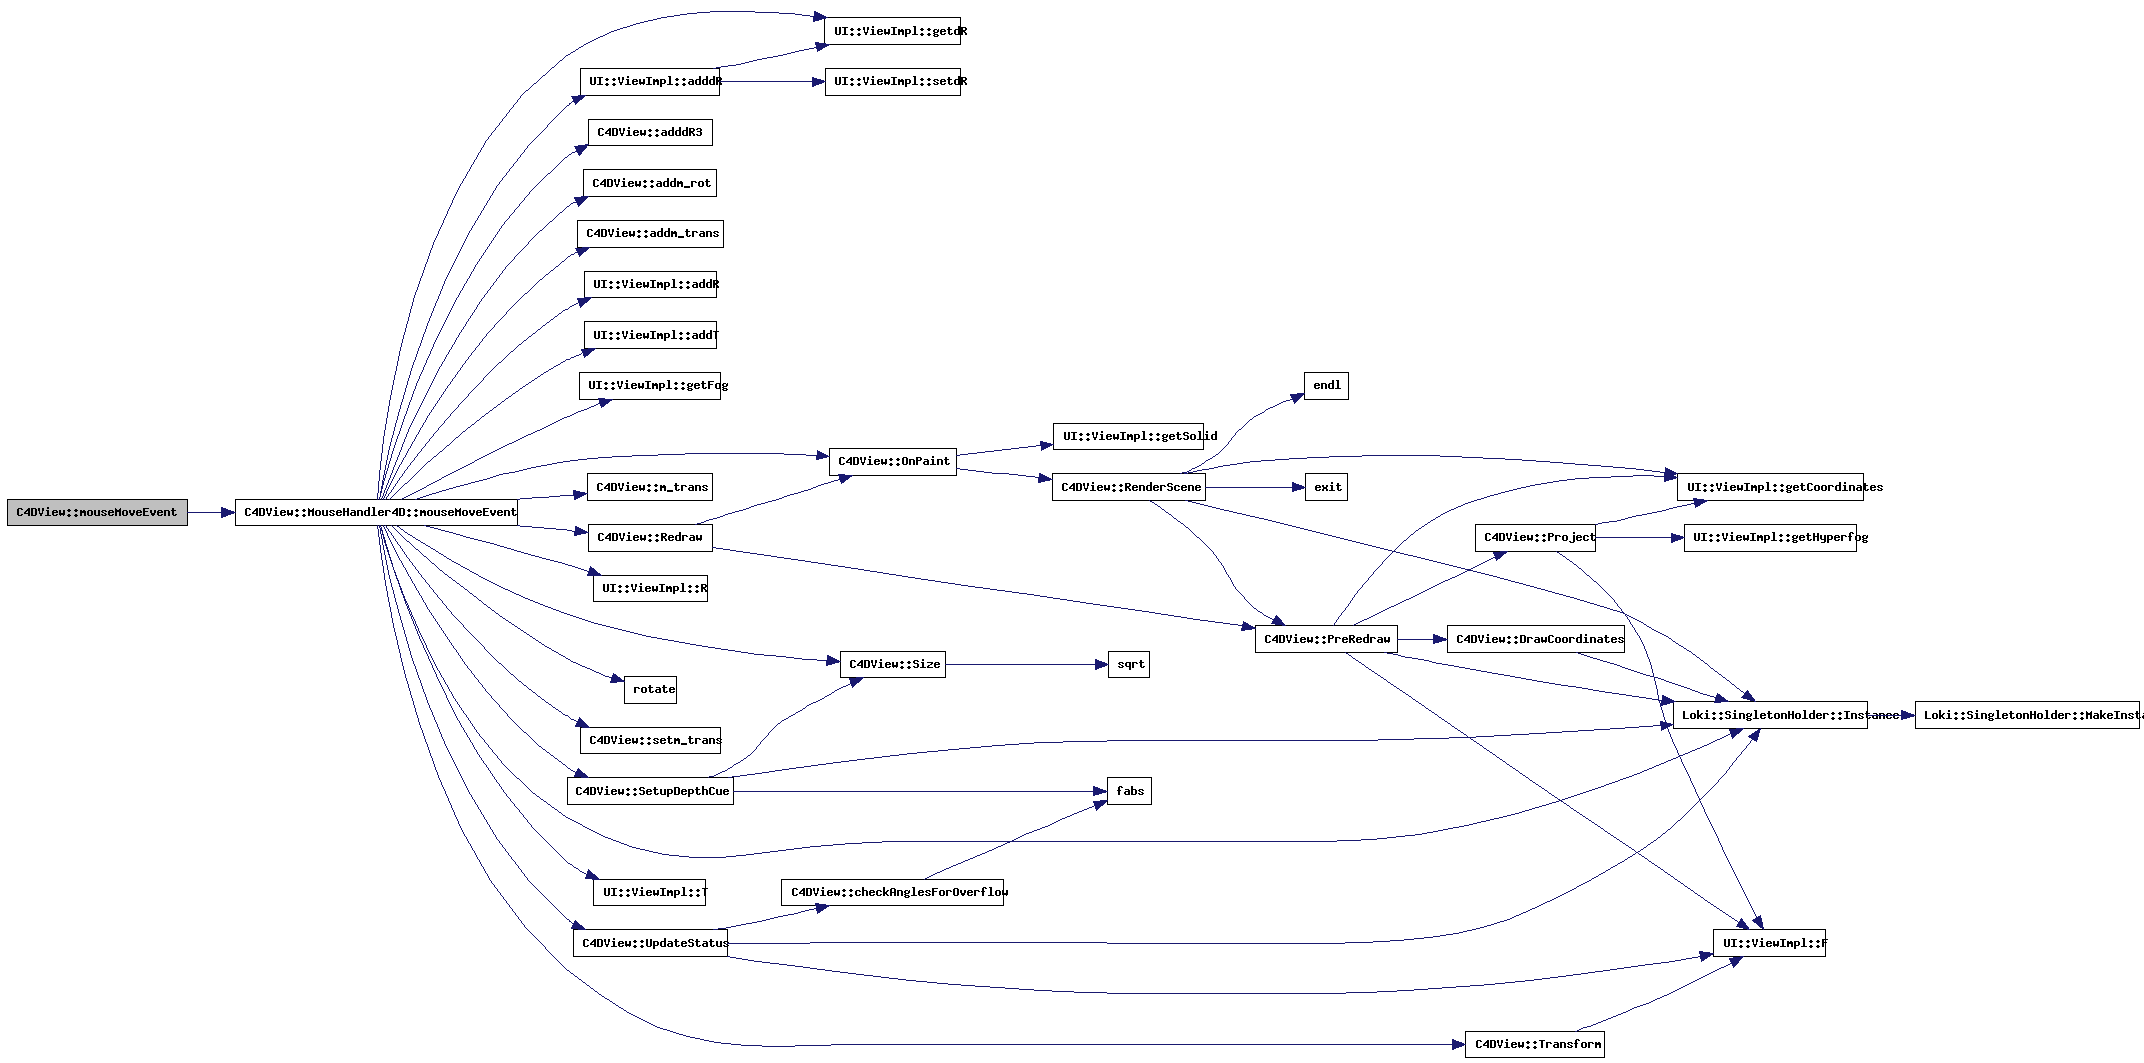 UI::ViewImpl::getdR
UI::ViewImpl::adddR
UI::ViewImpl::setdR
C4DView::adddR3
C4DView::addm_rot
C4DView::addm_trans
UI::ViewImpl::addR
UI::ViewImpl::addT
UI::ViewImpl::getFog
endl
UI::ViewImpl::getSolid
C4DView::OnPaint
C4DView::m_trans
C4DView::RenderScene
exit
UI::ViewImpl::getCoordinates
C4DView::mouseMoveEvent
C4DView::MouseHandler4D::mouseMoveEvent
C4DView::Redraw
C4DView::Project
UI::ViewImpl::getHyperfog
UI::ViewImpl::R
C4DView::PreRedraw
C4DView::DrawCoordinates
C4DView::Size
sqrt
rotate
Loki::SingletonHolder::Instance
Loki::SingletonHolder::MakeInsta
C4DView::setm_trans
C4DView::SetupDepthCue
fabs
UI::ViewImpl::T
C4DView::checkAnglesForOverflow
C4DView::UpdateStatus
UI::ViewImpl::F
C4DView::Transform